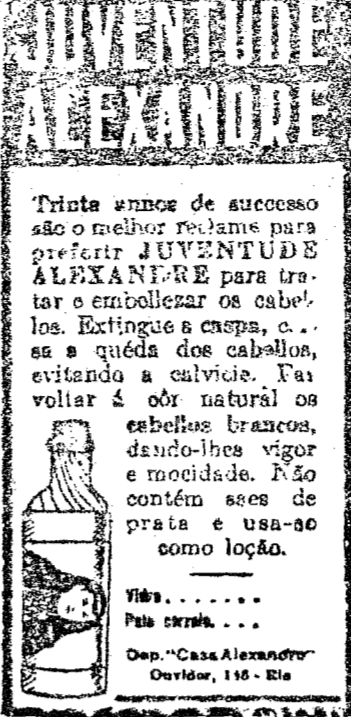 JUVENTUDE
ALEXANDRE
Trinta annos de successo
são o melhor reclame para
preferir JUVENTUDE
ALEXANDRE para tra-
tar e embellezar os cabel-
los. Extingue a caspa, ces-
sa a quéda dos cabellos,
evitando a calvicie. Faz
voltar á côr natural os
cabellos brancos,
dando-lhes vigor
e mocidade. Não
contém saes de
prata e usa-se
como loção.
Vidro.......
Pelo correio....
Dep. "Casa Alexandre"
Ouvidor, 148 - Rio